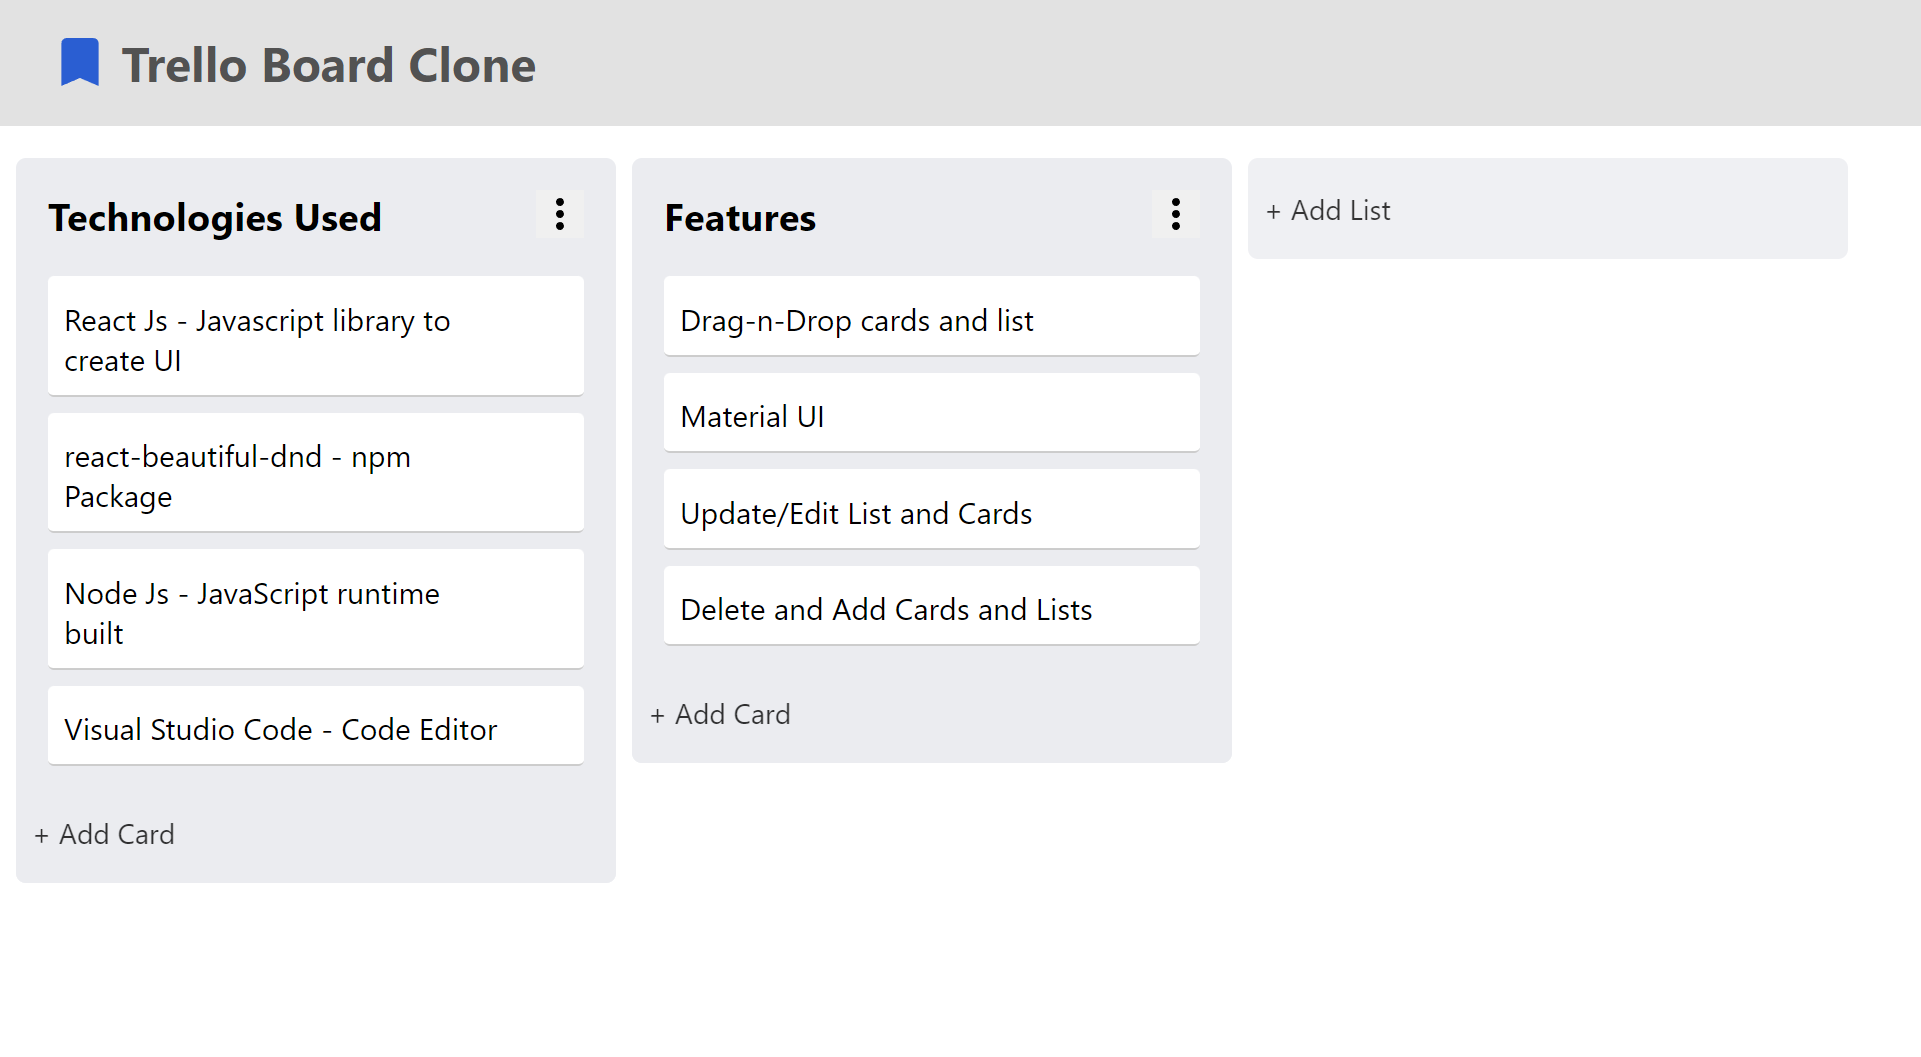 Trello Board Clone
Technologies Used
React Js - Javascript library to
create UI
react-beautiful-dnd - npm
Package
Node Js - JavaScript runtime
built
Visual Studio Code - Code Editor
+ Add Card
Features
Drag-n-Drop cards and list
Material UI
Update/Edit List and Cards
Delete and Add Cards and Lists
+ Add Card
+ Add List